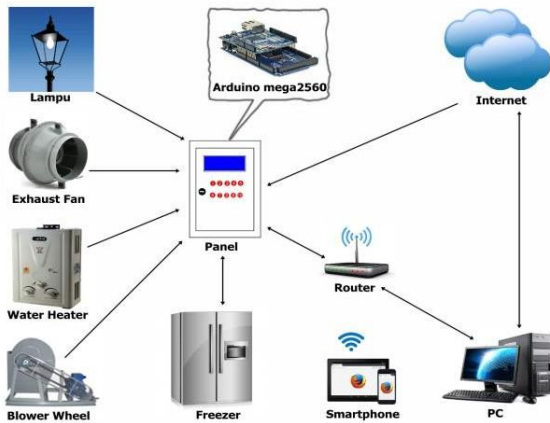 Lampu
Arduino mega2560
Internet
Exhaust Fan
Panel
Water Heater
Router
Blower Wheel
Freezer
Smartphone
PC